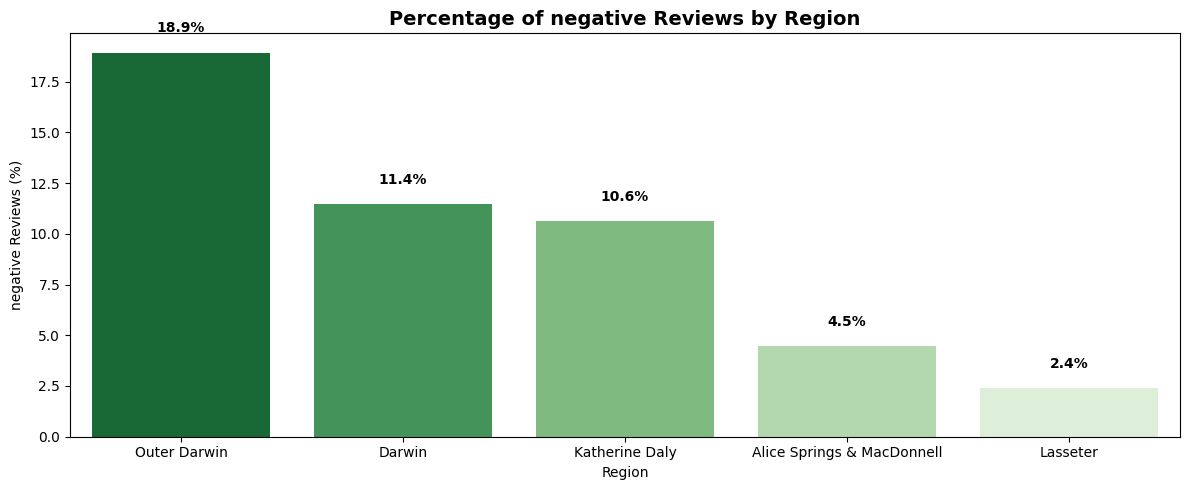 Percentage of negative Reviews by Region
18.9%
11.4%
10.6%
4.5%
2.4%
negative Reviews (%)
17.5
15.0
12.5
10.0
7.5
5.0
2.5
0.0
Outer Darwin
Darwin
Katherine Daly
Alice Springs & MacDonnell
Lasseter
Region